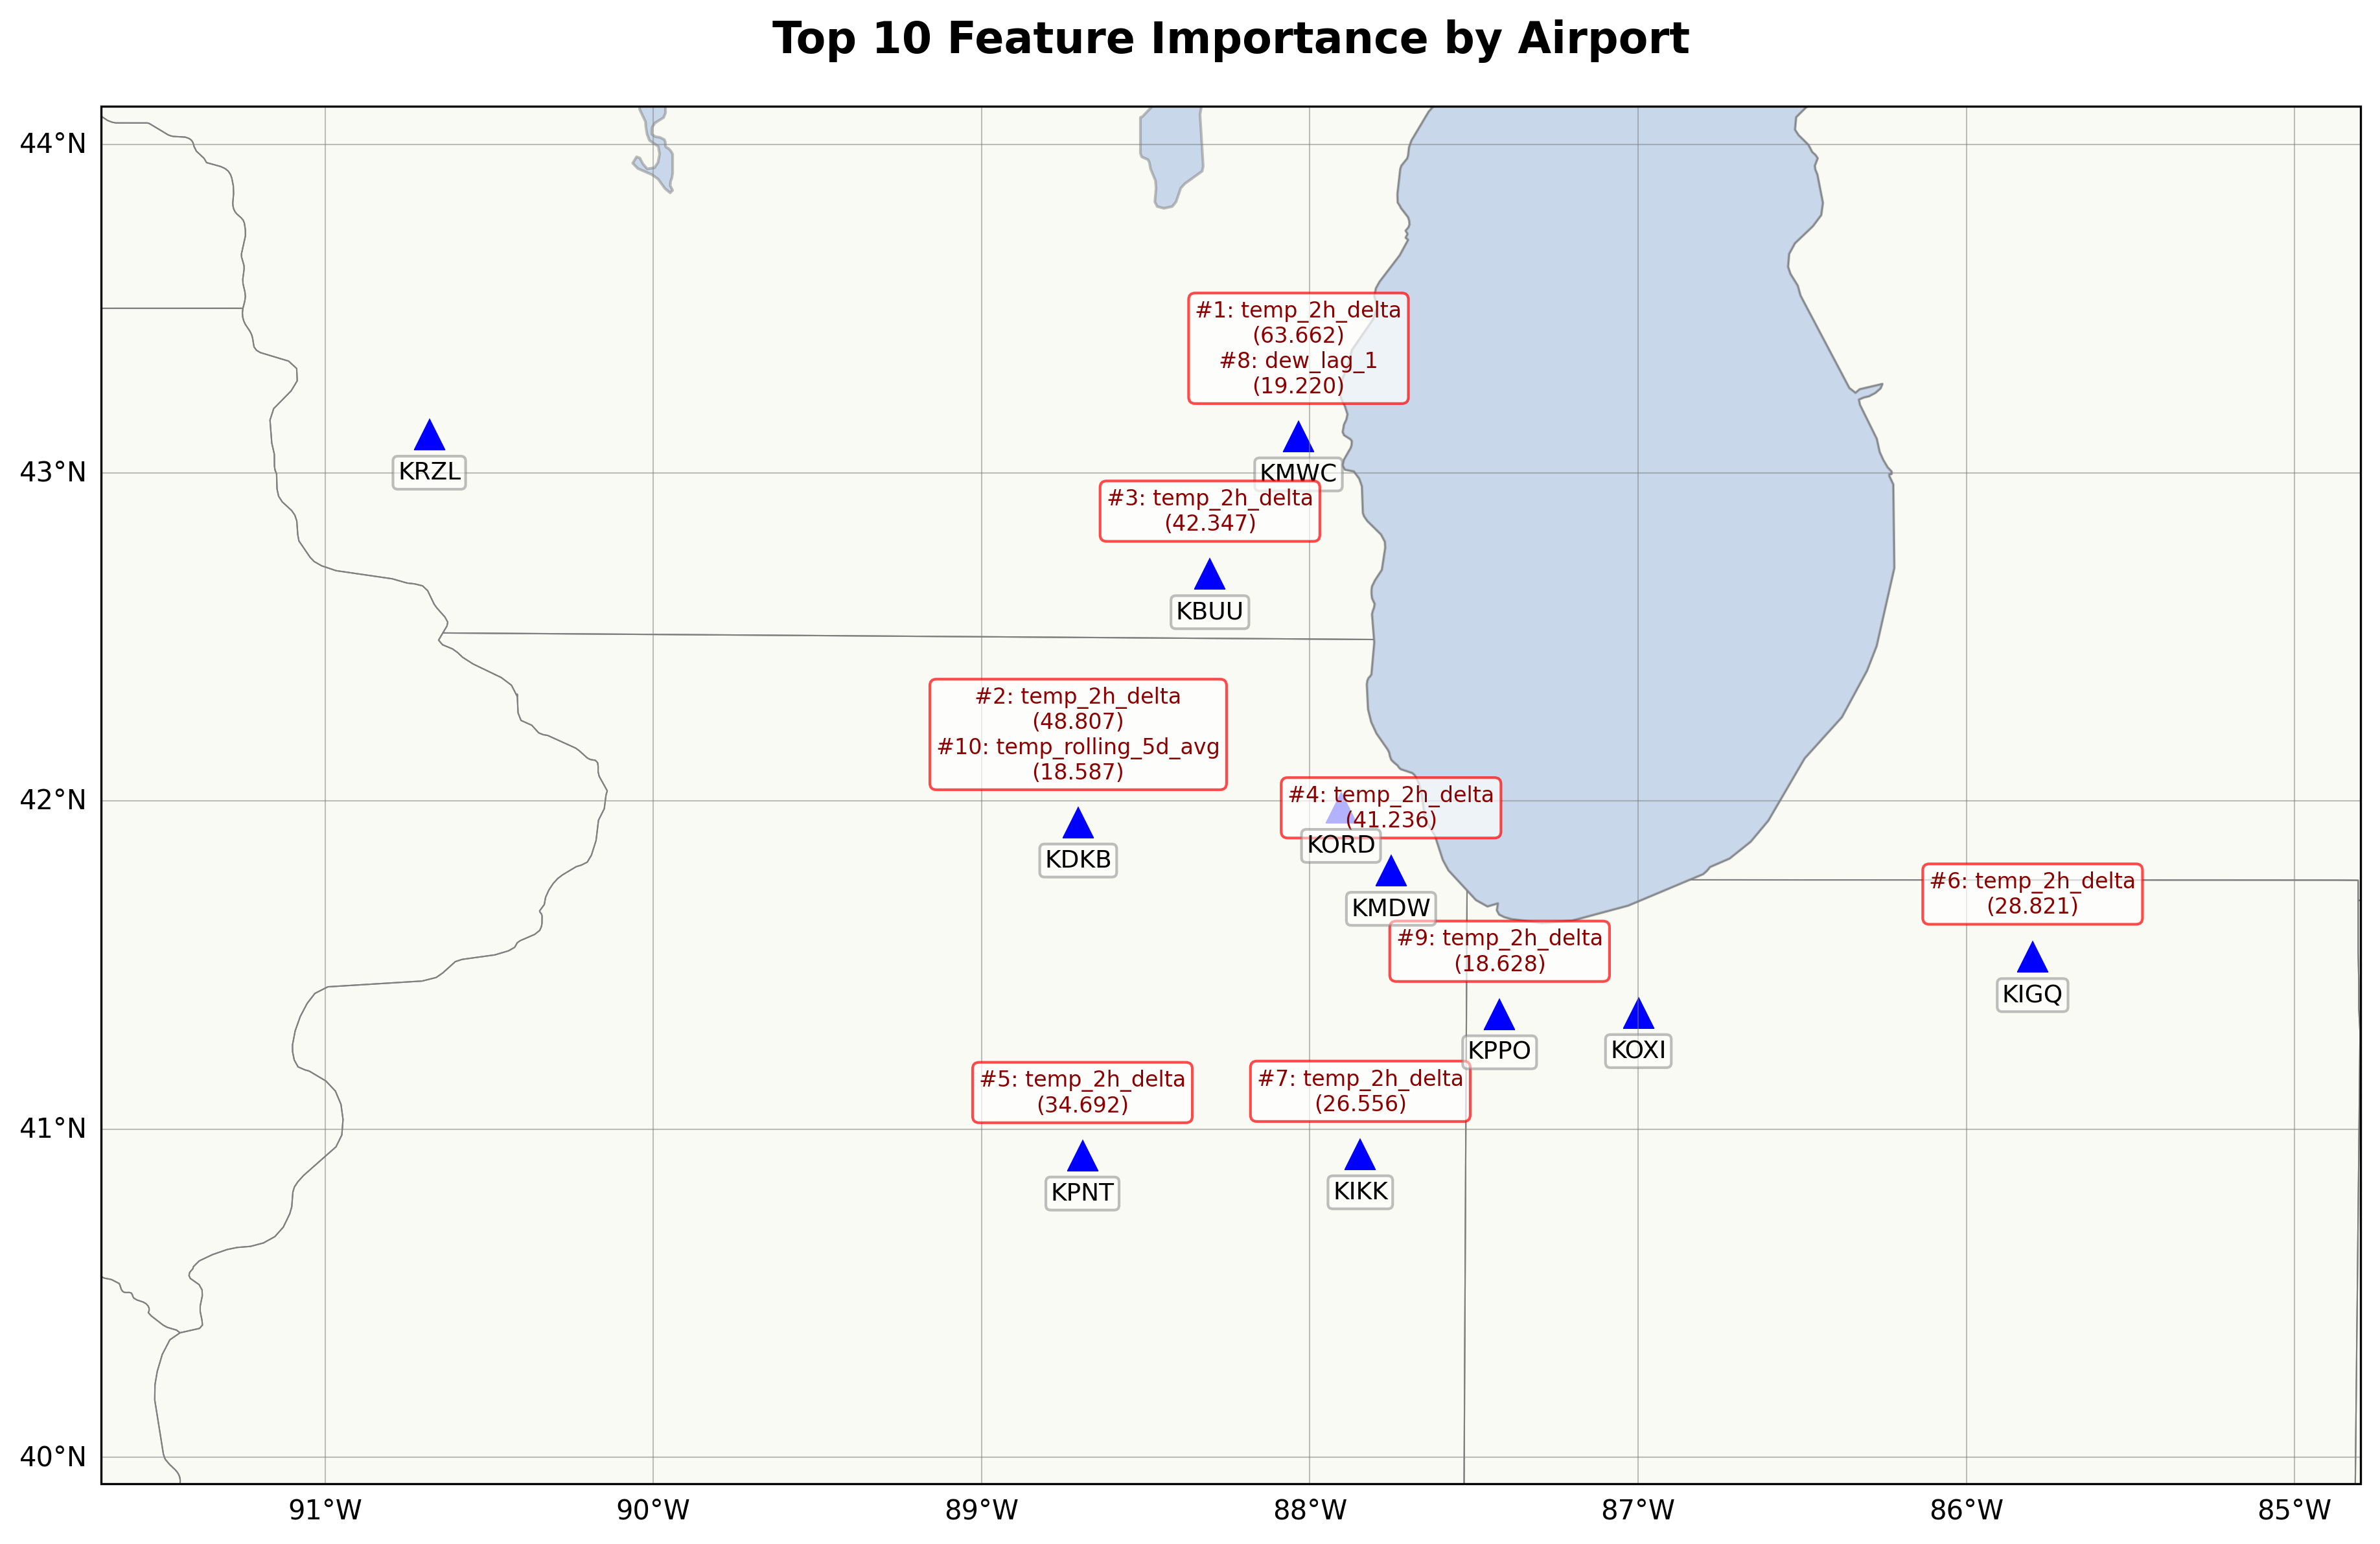 Top 10 Feature Importance by Airport
44°N
43°N
42°N
41°N
40°N
#1: temp_2h_delta
(63.662)
#8: dew_lag_1
(19.220)
KRZL
KMWC
#3: temp_2h_delta
(42.347)
KBUU
#2: temp_2h_delta
(48.807)
#10: temp_rolling_5d_avg
(18.587)
KDKB
#4: temp_2h_delta
(41.236)
KORD
KMDW
#6: temp_2h_delta
(28.821)
KIGQ
#9: temp_2h_delta
(18.628)
KPPO
KOXI
#5: temp_2h_delta
(34.692)
KPNT
#7: temp_2h_delta
(26.556)
KIKK
91°W
90°W
89°W
88°W
87°W
86°W
85°W